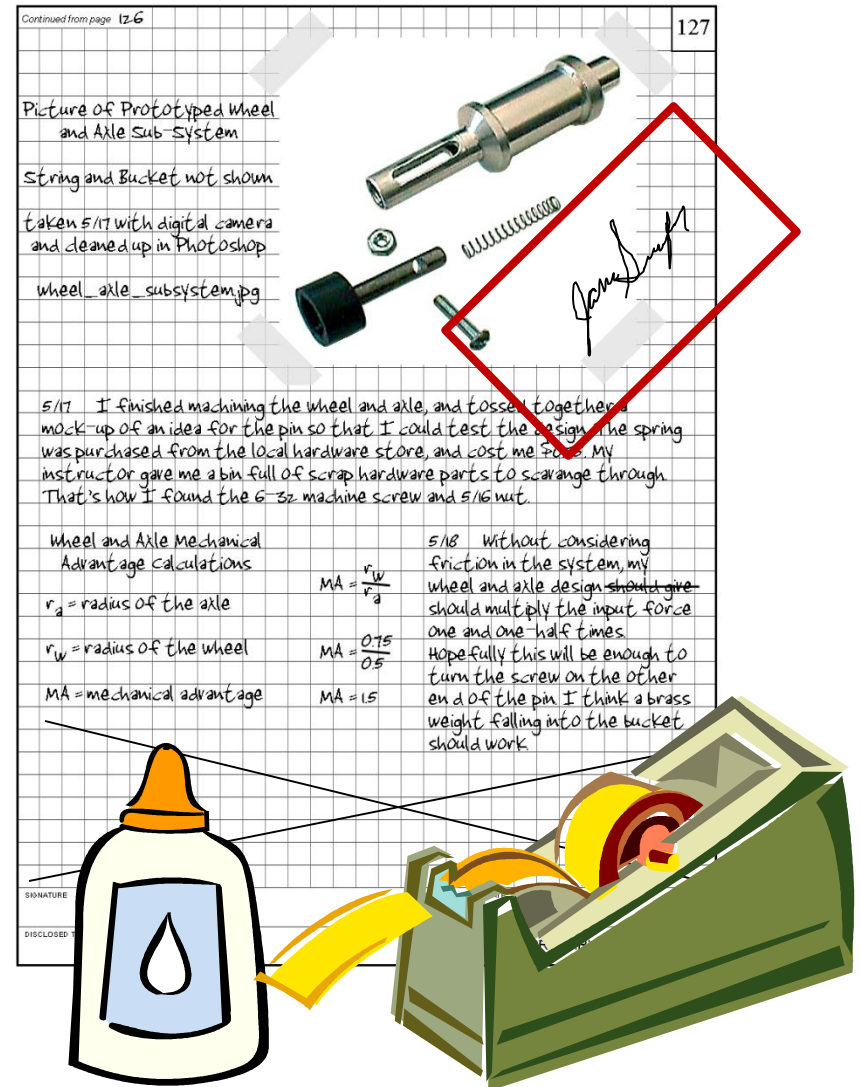 Continued from page 126
127
Picture of Prototyped Wheel
and Axle Sub-System
String and Bucket not shown
taken 5/17 with digital camera
and cleaned up in Photoshop
wheel_axle_subsystem.jpg
5/17 I finished machining the wheel and axle, and tossed together a
mock-up of an idea for the pin so that I could test the design. The spring
was purchased from the local hardware store, and cost me My
instructor gave me a bin full of scrap hardware parts to scavange through.
That's how I found the 6-32 machine screw and 5/16 nut.
Wheel and Axle Mechanical
Advantage calculations
ra = radius of the axle
rw = radius of the wheel
MA = mechanical advantage
MA = rw/ra
MA = 0.75/0.5
MA = 1.5
5/18 Without considering
friction in the system, my
wheel and axle design should give
should multiply the input force
one and one-half times.
Hopefully this will be enough to
turn the screw on the other
end of the pin. I think a brass
weight falling into the bucket
should work.
SIGNATURE
DISCLOSED